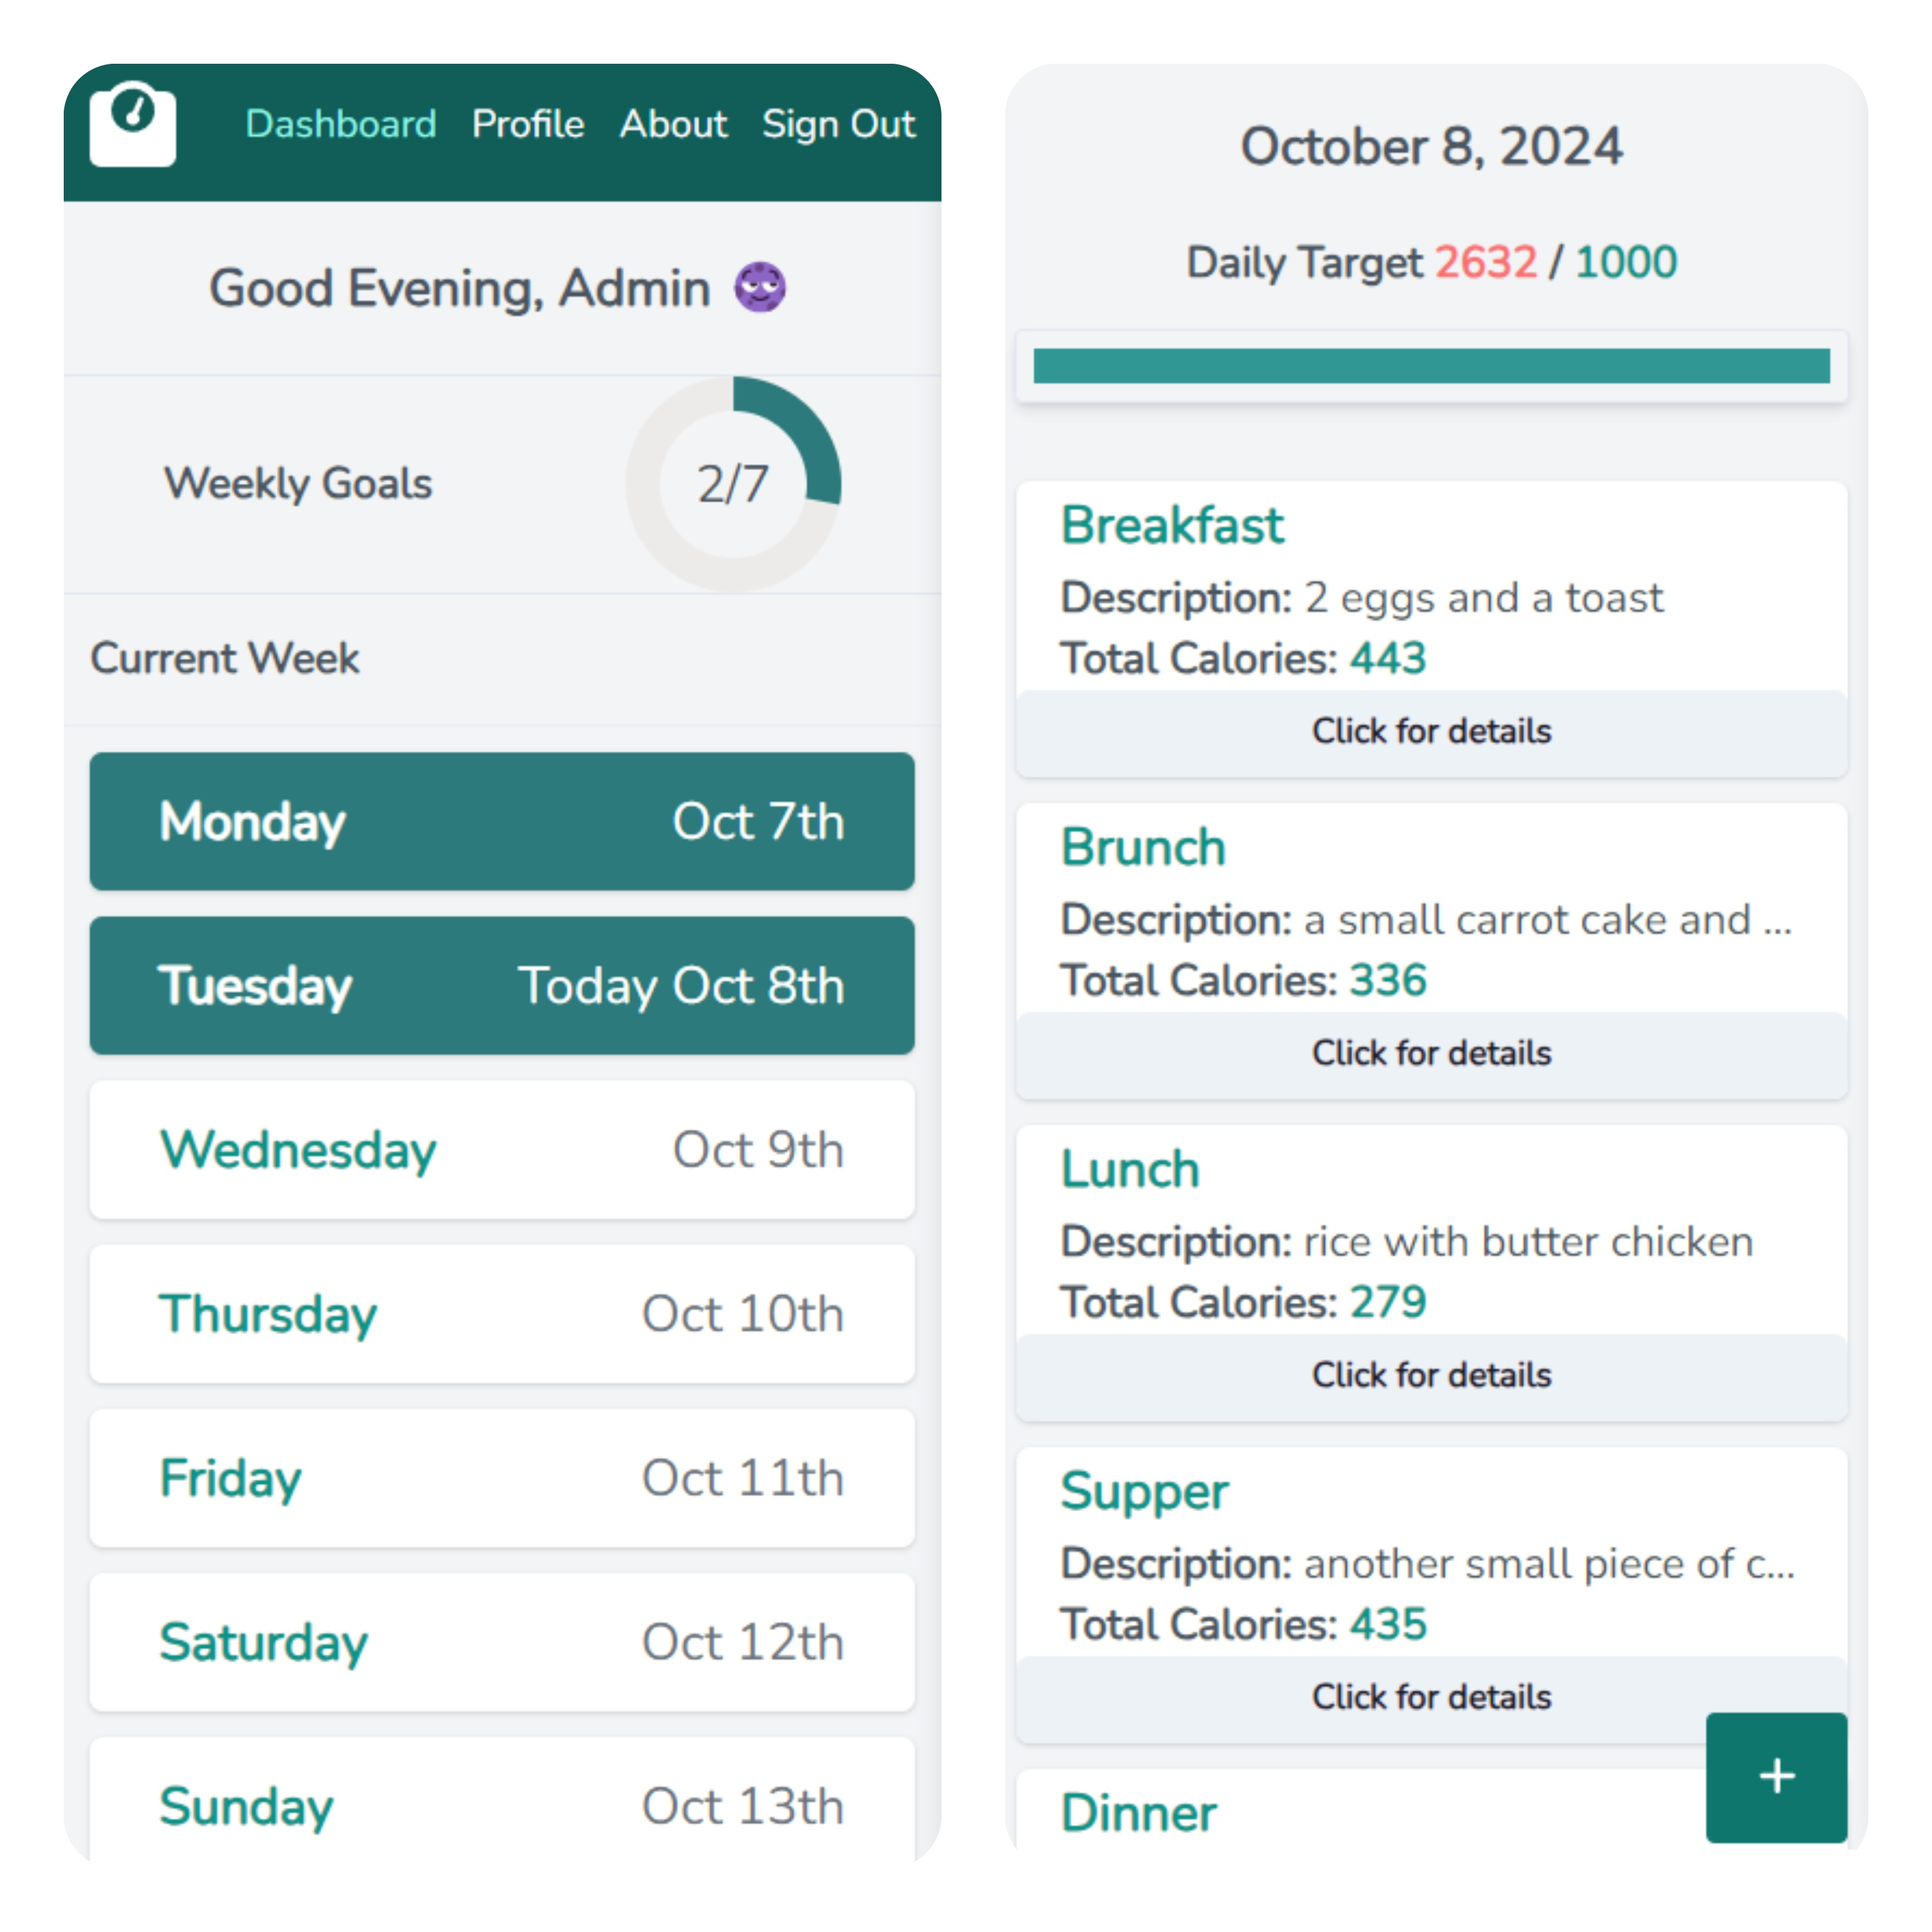 Dashboard Profile About Sign Out
Good Evening, Admin
Weekly Goals
2/7
Current Week
Monday Oct 7th
Tuesday Today Oct 8th
Wednesday Oct 9th
Thursday Oct 10th
Friday Oct 11th
Saturday Oct 12th
Sunday Oct 13th
October 8, 2024
Daily Target 2632 / 1000
Breakfast
Description: 2 eggs and a toast
Total Calories: 443
Click for details
Brunch
Description: a small carrot cake and ...
Total Calories: 336
Click for details
Lunch
Description: rice with butter chicken
Total Calories: 279
Click for details
Supper
Description: another small piece of c...
Total Calories: 435
Click for details
Dinner
+